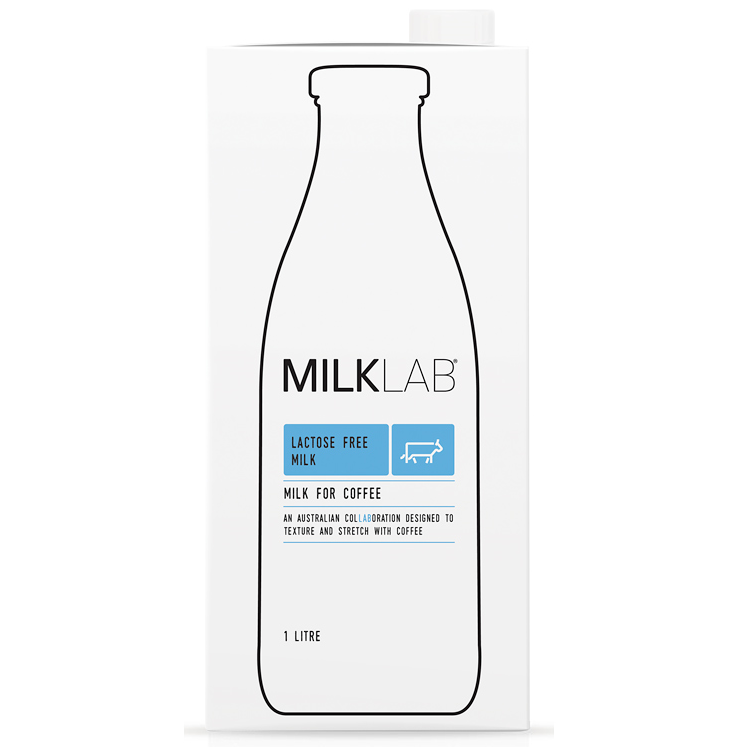 MILKLAB®
LACTOSE FREE
MILK
MILK FOR COFFEE
AN AUSTRALIAN COLLABORATION DESIGNED TO
TEXTURE AND STRETCH WITH COFFEE
1 LITRE